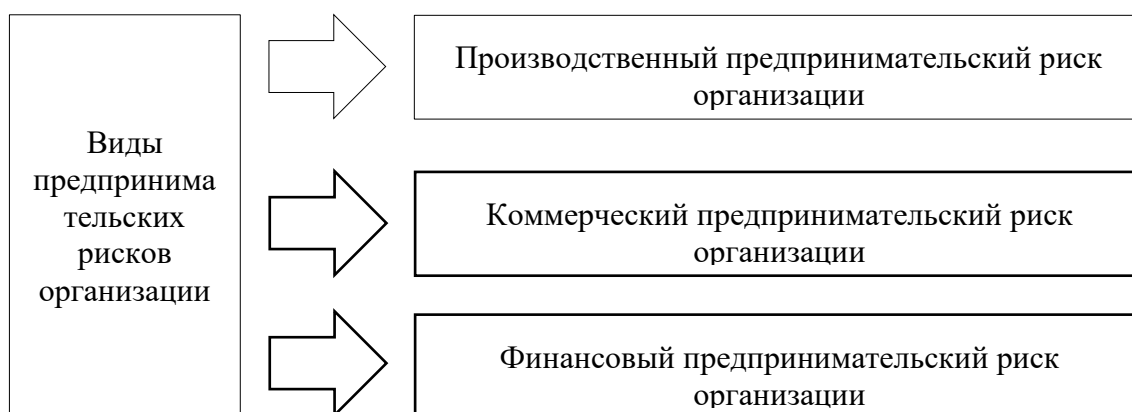 Виды
предпринима
тельских
рисков
организации
Производственный предпринимательский риск
организации
Коммерческий предпринимательский риск
организации
Финансовый предпринимательский риск
организации